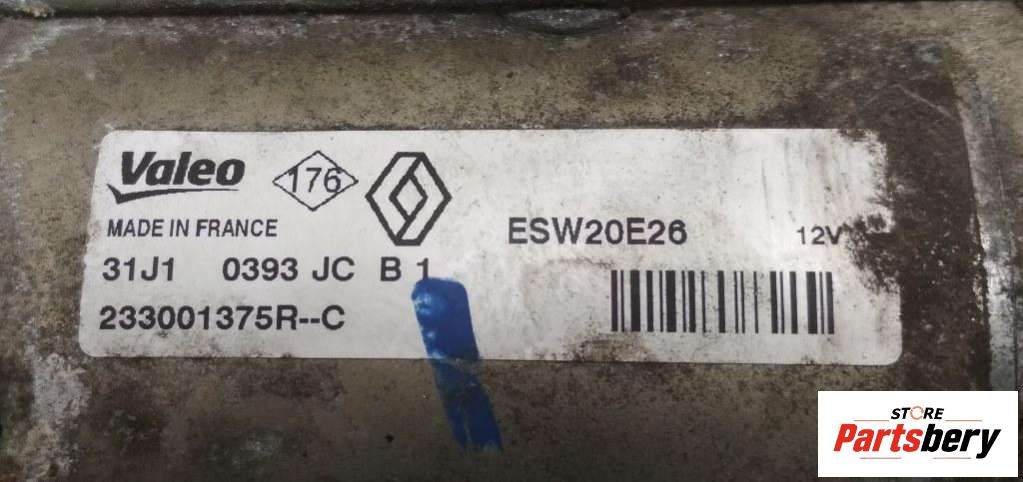 Valeo
176
MADE IN FRANCE
ESW20E26
12V
31J1 0393 JC B 1
233001375R--C
STORE
Partsbery